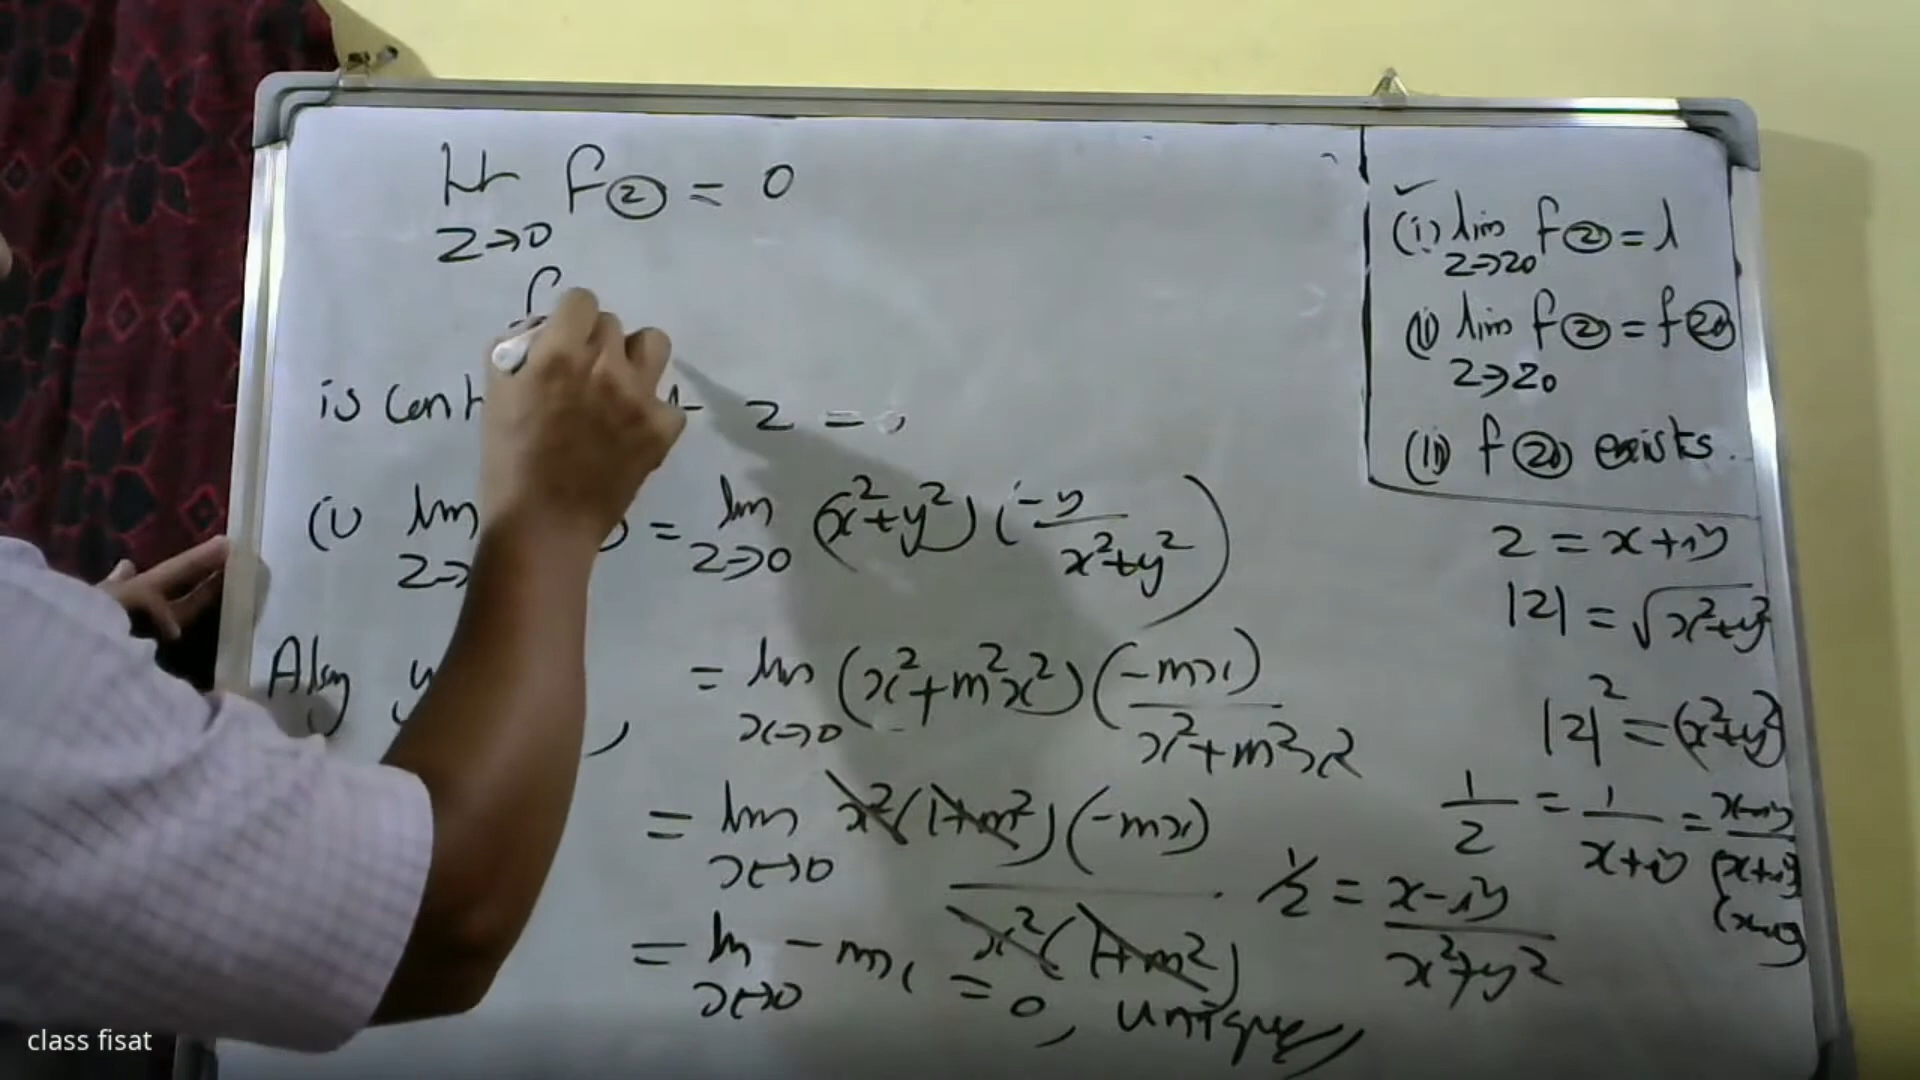 Lt f(z) = 0
z→0
f
is cont z =
(i) lim = lim (x²+y²) (-y / x²+y²)
z→ z→0
Along y , = lim (x²+m²x²) (-mx) / x²+m²x²
x→0
= lim x²(1+m²) (-mx) / x²(1+m²)
x→0
= lim -mx = 0, unique,
x→0
(i) lim f(z) = l
z→z0
(ii) lim f(z) = f(z0)
z→z0
f(z0) exists.
z = x+iy
|z| = √x²+y²
|z|² = (x²+y²)
1/z = 1/x+iy = x-iy / (x+iy)
1/z = x-iy / x²+y²
class fisat